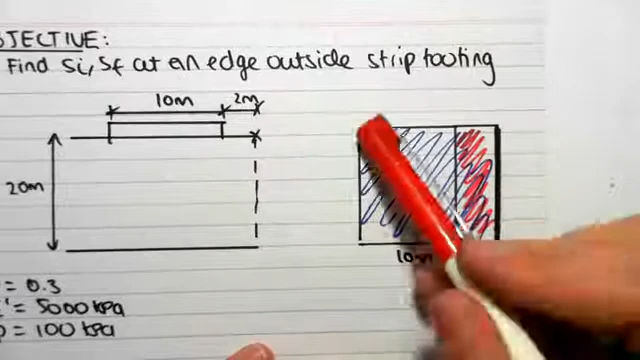 OJECTIVE:
Find Si, Sf at an edge outside strip footing
10m
2m
20m
10m
= 0.3
' = 5000 kpa
= 100 kpa